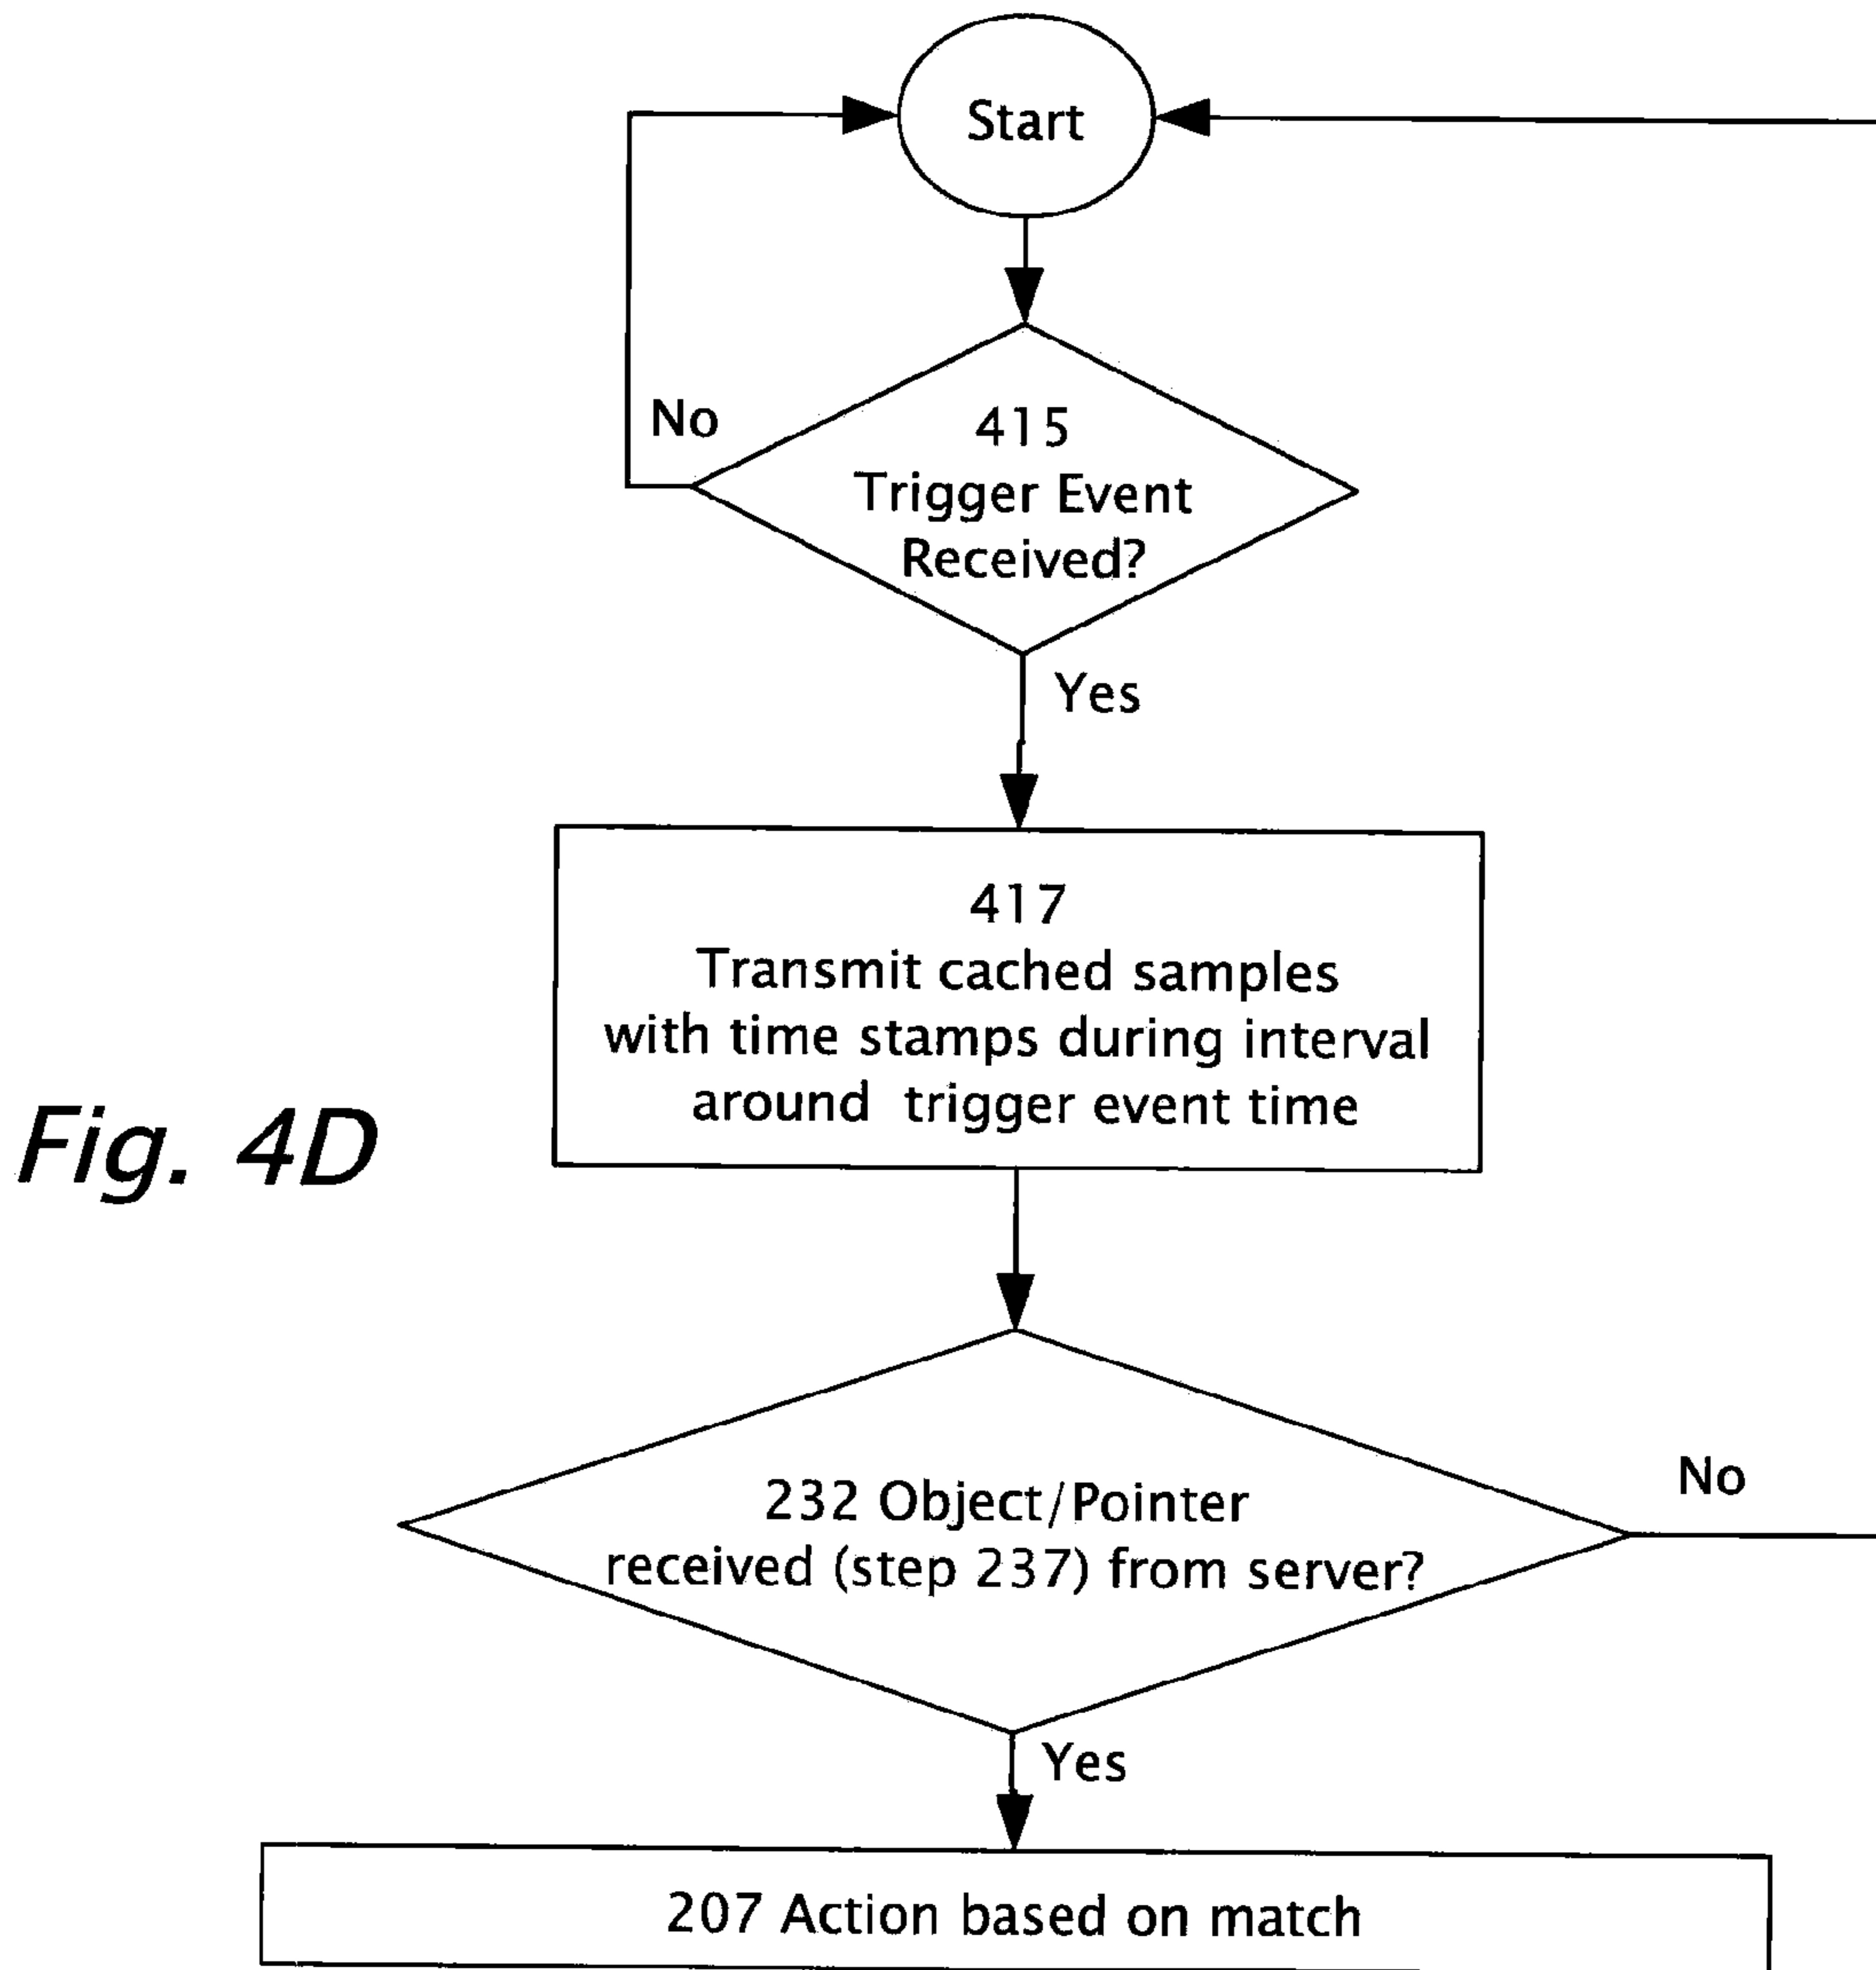 Start
No
415
Trigger Event
Received?
Yes
417
Transmit cached samples
with time stamps during interval
around trigger event time
Fig. 4D
232 Object/Pointer
received (step 237) from server?
No
Yes
207 Action based on match